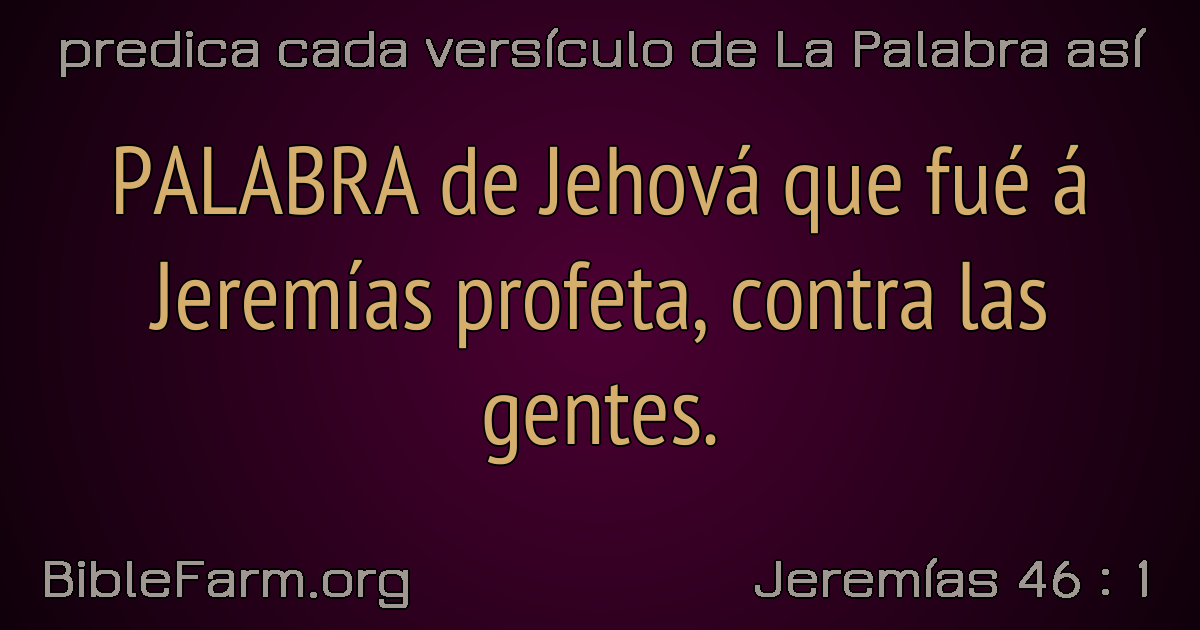 predica cada versículo de La Palabra así
PALABRA de Jehová que fué á
Jeremías profeta, contra las
gentes.
BibleFarm.org
Jeremías 46 : 1